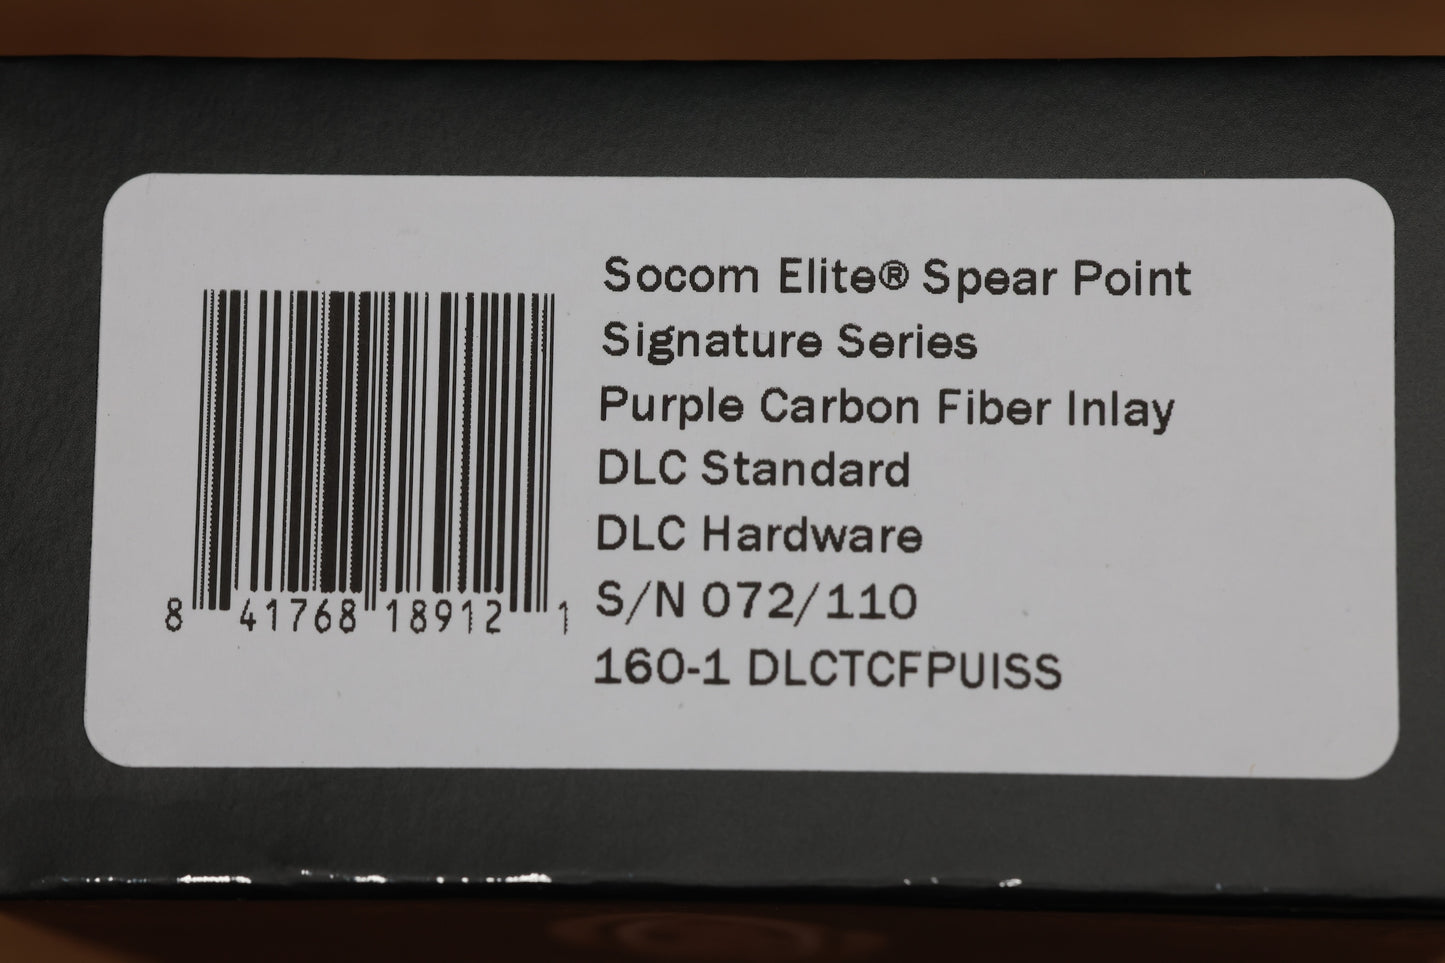 Socom Elite® Spear Point
Signature Series
Purple Carbon Fiber Inlay
DLC Standard
DLC Hardware
S/N 072/110
160-1 DLCTCFPUISS
8 41768 18912 1